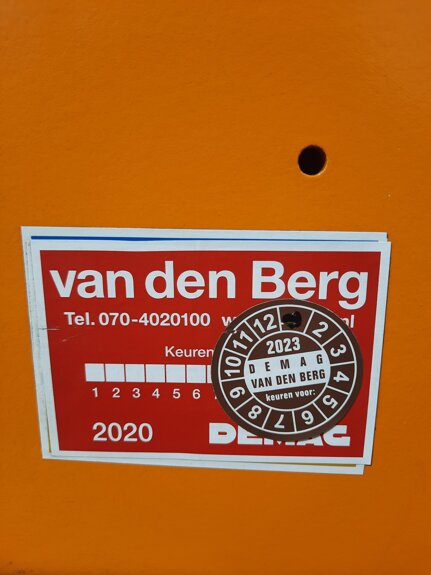 van den Berg
Tel. 070-4020100
Keuren
1 2 3 4 5 6
2020 DEMAG
12 2 3 4 5 6 7 8 9 10 11
2023
DEMAG
VAN DEN BERG
keuren voor: